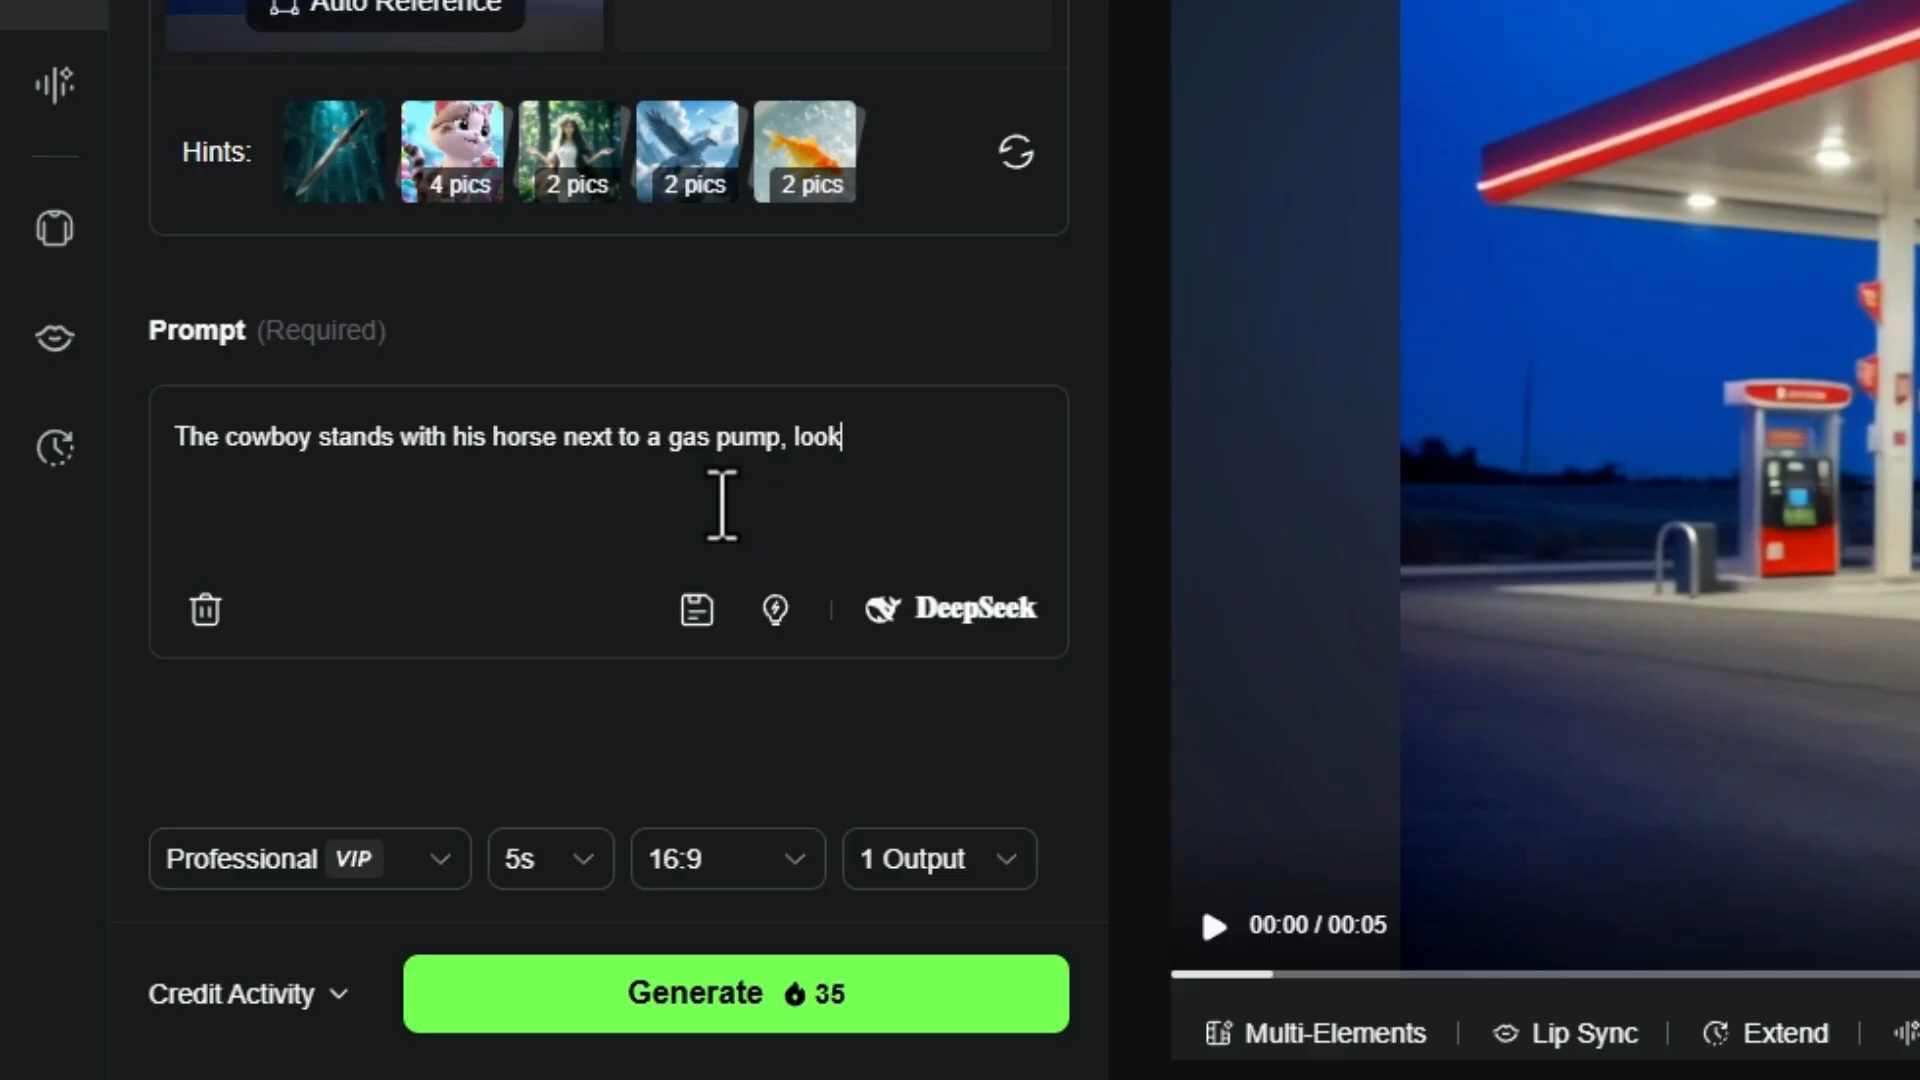 Auto Reference
Hints:
4 pics
2 pics
2 pics
2 pics
Prompt (Required)
The cowboy stands with his horse next to a gas pump, look
DeepSeek
Professional VIP
5s
16:9
1 Output
Credit Activity
Generate 35
00:00 / 00:05
Multi-Elements
Lip Sync
Extend